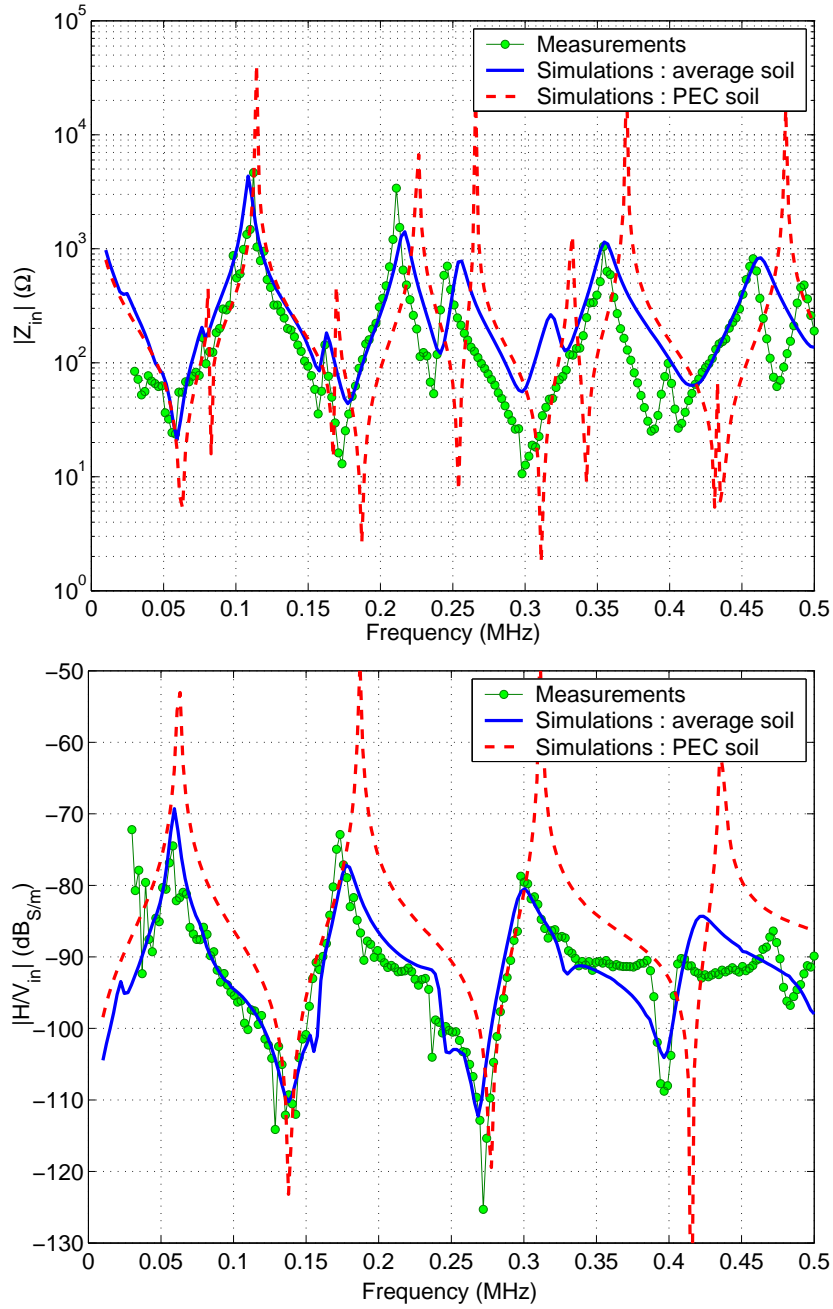 10^5
10^4
10^3
10^2
10^1
10^0
|Z_in| (Ω)
Measurements
Simulations : average soil
Simulations : PEC soil
0 0.05 0.1 0.15 0.2 0.25 0.3 0.35 0.4 0.45 0.5
Frequency (MHz)
−50
−60
−70
−80
−90
−100
−110
−120
−130
|H/V_in| (dB_S/m)
Measurements
Simulations : average soil
Simulations : PEC soil
0 0.05 0.1 0.15 0.2 0.25 0.3 0.35 0.4 0.45 0.5
Frequency (MHz)